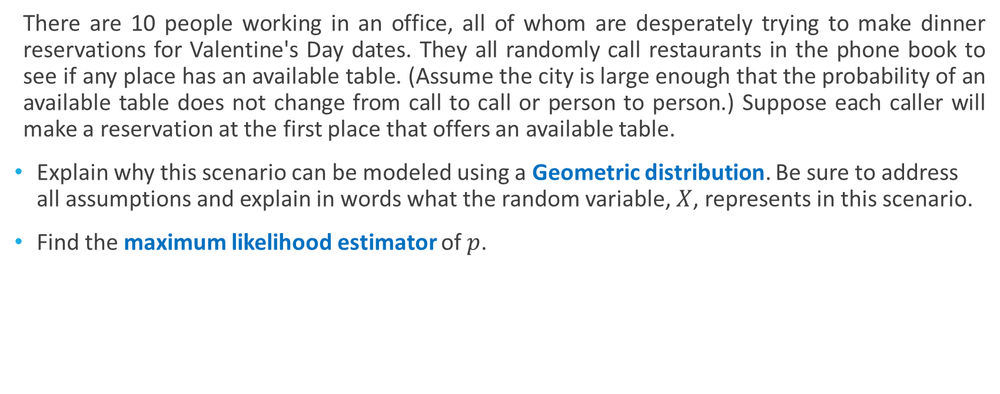 There are 10 people working in an office, all of whom are desperately trying to make dinner
reservations for Valentine's Day dates. They all randomly call restaurants in the phone book to
see if any place has an available table. (Assume the city is large enough that the probability of an
available table does not change from call to call or person to person.) Suppose each caller will
make a reservation at the first place that offers an available table.
• Explain why this scenario can be modeled using a Geometric distribution. Be sure to address
all assumptions and explain in words what the random variable, X, represents in this scenario.
• Find the maximum likelihood estimator of p.